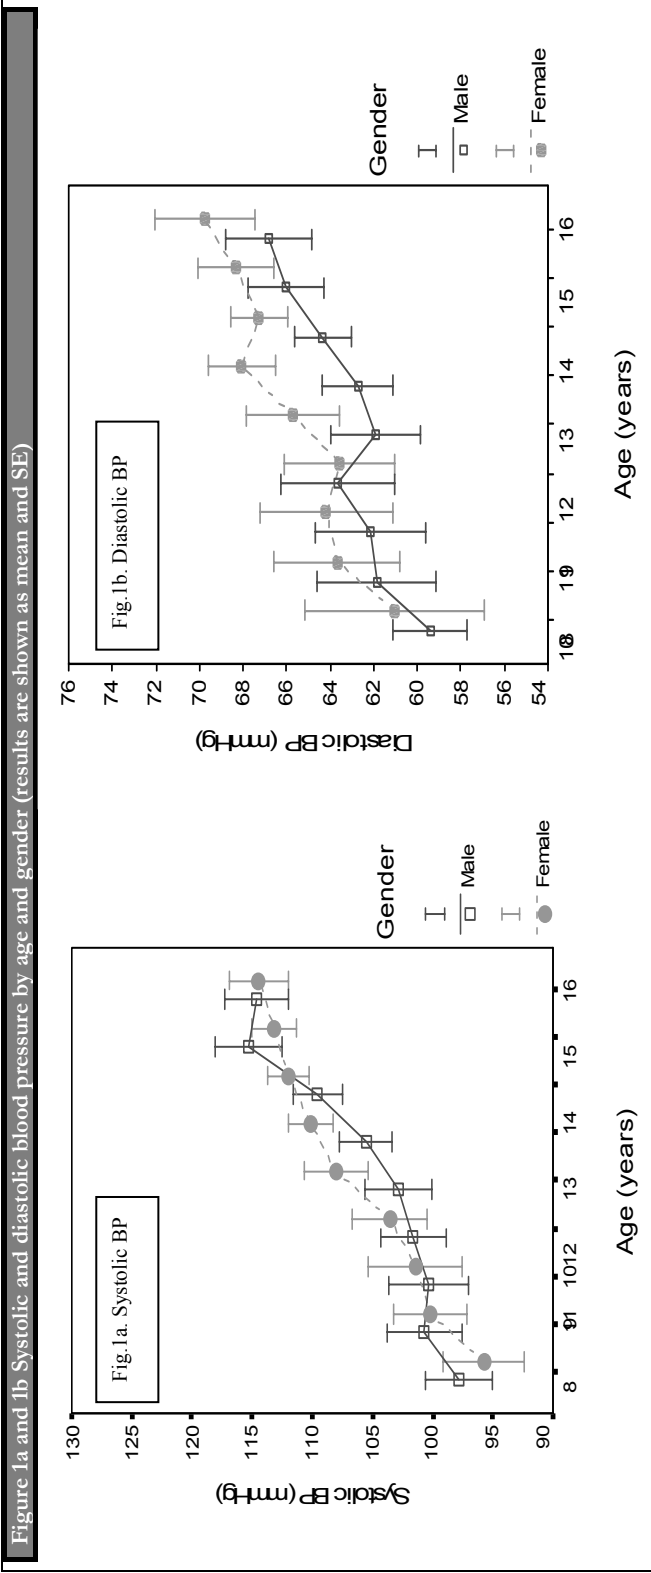 Figure 1a and 1b Systolic and diastolic blood pressure by age and gender (results are shown as mean and SE)
Fig.1a. Systolic BP
Systolic BP (mmHg)
130
120
115
110
105
100
95
90
8
1012
13
14
15
16
Age (years)
Gender
Male
Female
Fig.1b. Diastolic BP
Diastolic BP (mmHg)
76
74
72
70
68
66
64
62
60
58
56
54
12
13
14
15
16
Age (years)
Gender
Male
Female